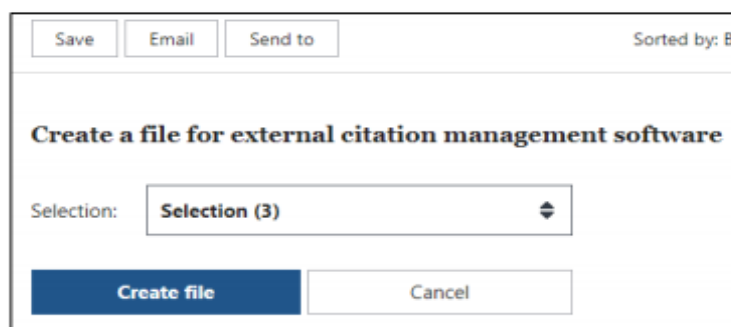 Save Email Send to Sorted by: B
Create a file for external citation management software
Selection: Selection (3)
Create file Cancel